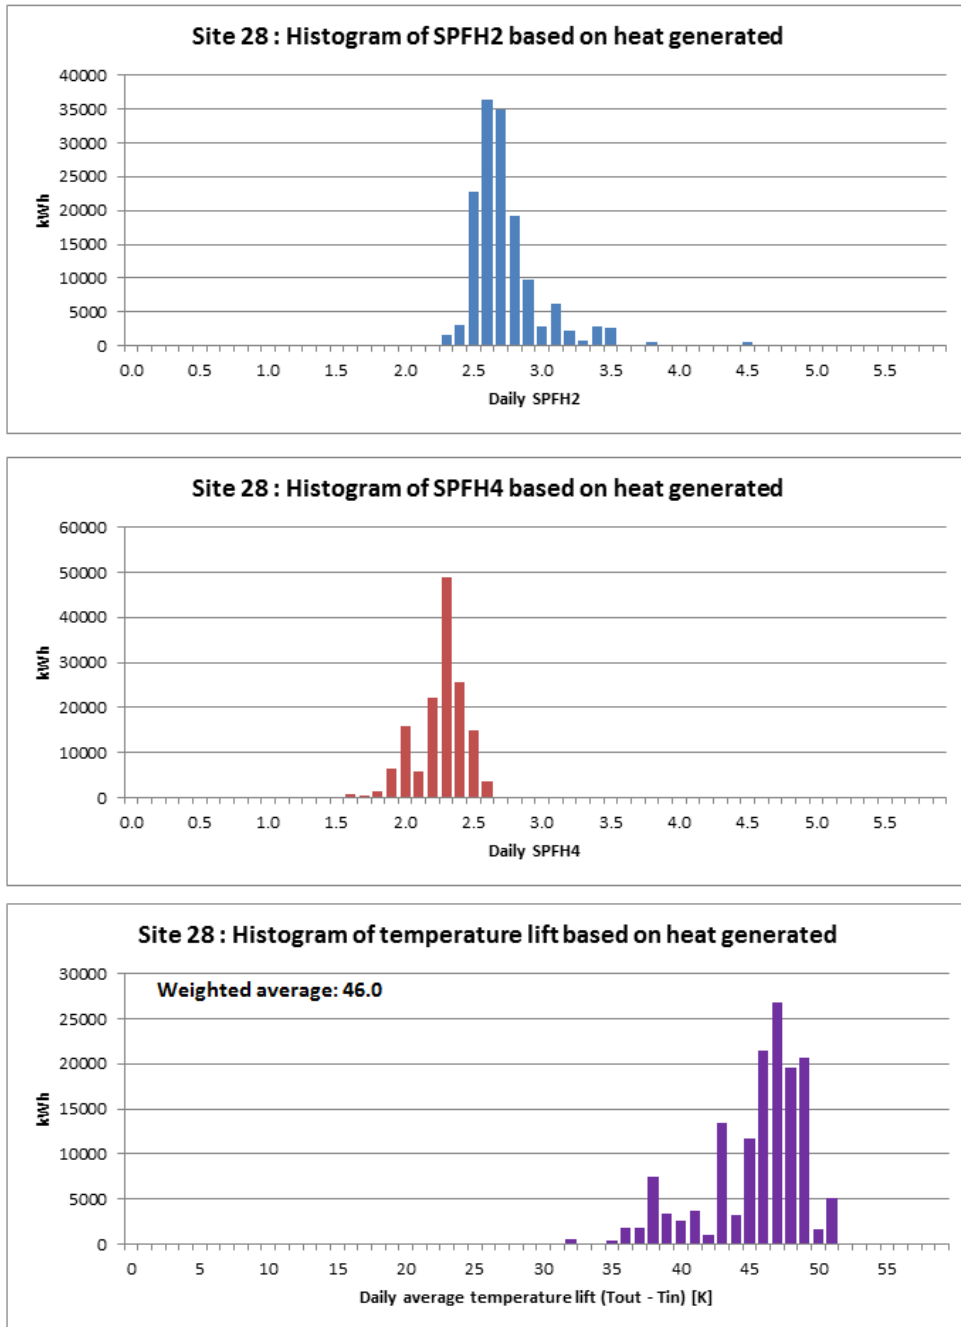 Site 28 : Histogram of SPFH2 based on heat generated
40000
35000
30000
25000
20000
15000
10000
5000
0
kWh
0.0 0.5 1.0 1.5 2.0 2.5 3.0 3.5 4.0 4.5 5.0 5.5
Daily SPFH2
Site 28 : Histogram of SPFH4 based on heat generated
60000
50000
40000
30000
20000
10000
0
kWh
0.0 0.5 1.0 1.5 2.0 2.5 3.0 3.5 4.0 4.5 5.0 5.5
Daily SPFH4
Site 28 : Histogram of temperature lift based on heat generated
Weighted average: 46.0
30000
25000
20000
15000
10000
5000
0
kWh
0 5 10 15 20 25 30 35 40 45 50 55
Daily average temperature lift (Tout - Tin) [K]